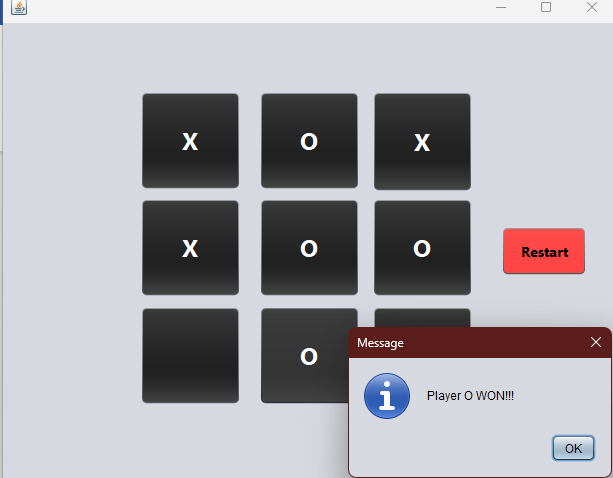 X O X
X O O
Restart
O
Message
Player O WON!!!
OK